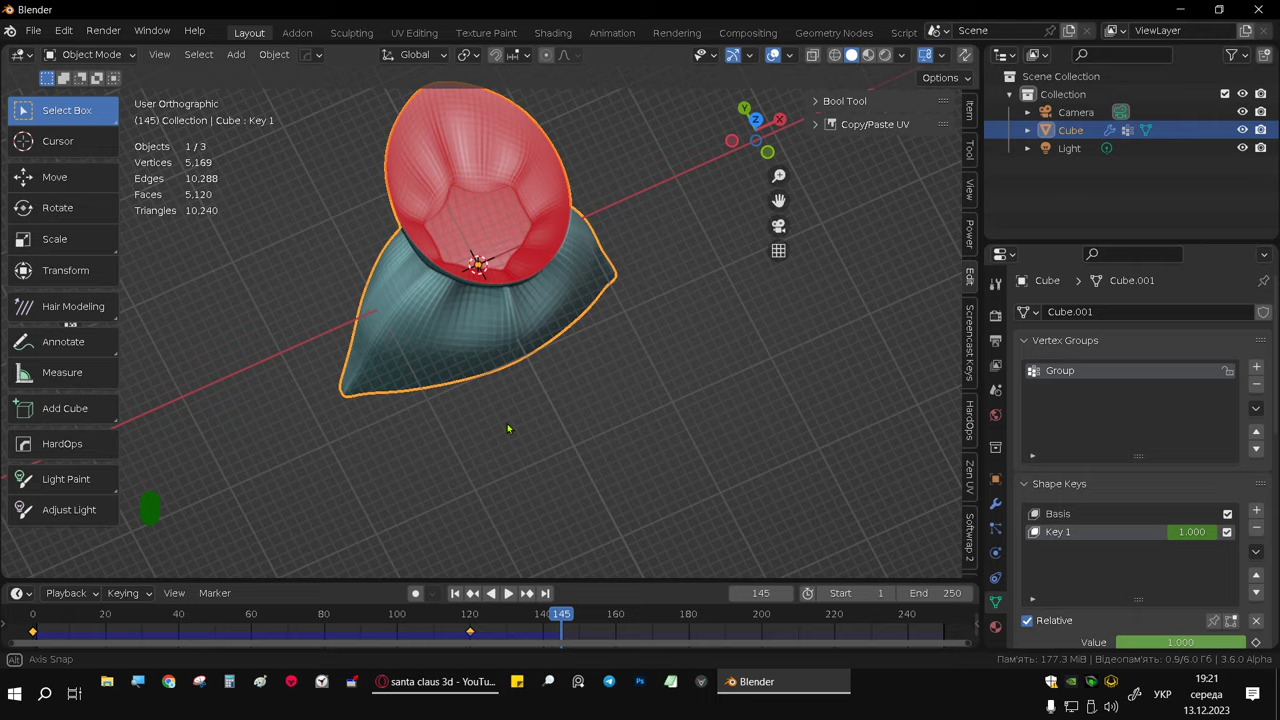 Blender
File Edit Render Window Help Layout Addon Sculpting UV Editing Texture Paint Shading Animation Rendering Compositing Geometry Nodes Scene ViewLayer
Object Mode View Select Add Object Global
Options
Select Box
Cursor
Move
Rotate
Scale
Transform
Hair Modeling
Annotate
Measure
Add Cube
HardOps
Light Paint
Adjust Light
User Orthographic
(145) Collection | Cube : Key 1
Objects 1 / 3
Vertices 5,169
Edges 10,288
Faces 5,120
Triangles 10,240
Y
Z
X
Bool Tool
Copy/Paste UV
Item
Tool
View
Power
Edit
Screencast Keys
HardOps
Zen UV
Softwrap 2
Scene Collection
Collection
Camera
Cube
Light
Cube Cube.001
Cube.001
Vertex Groups
Group
Shape Keys
Basis
Key 1 1.000
Relative
Value 1.000
Playback Keying View Marker 145 Start 1 End 250
0 20 40 60 80 100 120 140 145 160 180 200 220 240
Alt Axis Snap
Пам'ять: 177.3 MiB | Відеопам'ять: 0.9/6.0 Гб | 3.6.0 Alpha
santa claus 3d - YouTu...
Ps
Blender
УКР
19:21
середа
13.12.2023